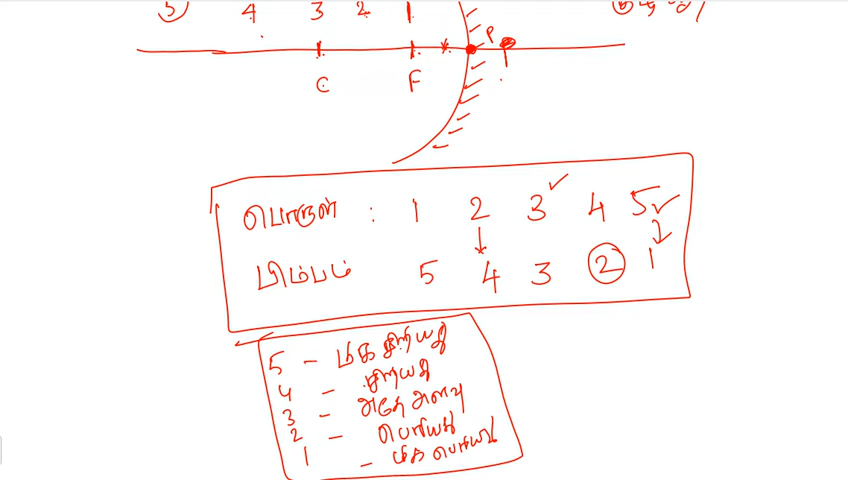 5 4 3 2 1
P
C F
பொருள் : 1 2 3 4 5
பிம்பம் 5 4 3 2 1
5 - மிக சிறியது
4 - சிறியது
3 - அதே அளவு
2 - பெரியது
1 - மிக பெரியது